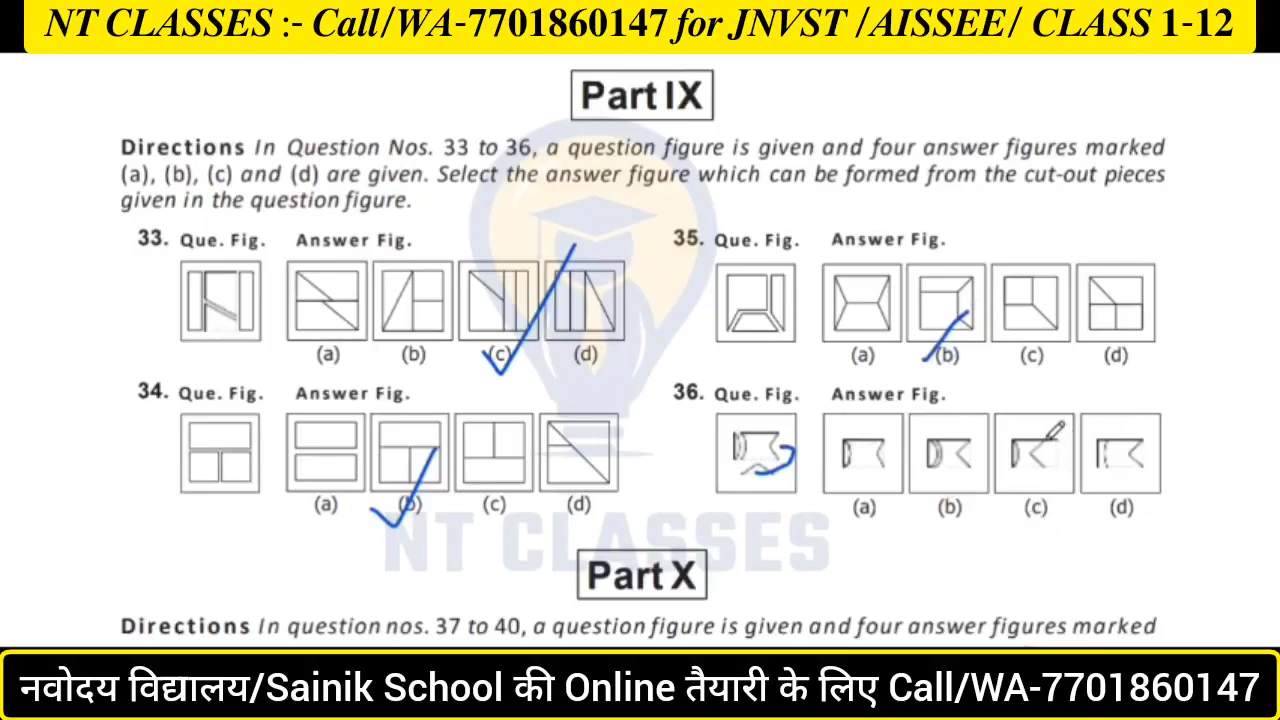 NT CLASSES :- Call/WA-7701860147 for JNVST /AISSEE/ CLASS 1-12
Part IX
Directions In Question Nos. 33 to 36, a question figure is given and four answer figures marked
(a), (b), (c) and (d) are given. Select the answer figure which can be formed from the cut-out pieces
given in the question figure.
33. Que. Fig. Answer Fig.
(a) (b) (c) (d)
34. Que. Fig. Answer Fig.
(a) (b) (c) (d)
35. Que. Fig. Answer Fig.
(a) (b) (c) (d)
36. Que. Fig. Answer Fig.
(a) (b) (c) (d)
NT CLASSES
Part X
Directions In question nos. 37 to 40, a question figure is given and four answer figures marked
नवोदय विद्यालय/Sainik School की Online तैयारी के लिए Call/WA-7701860147